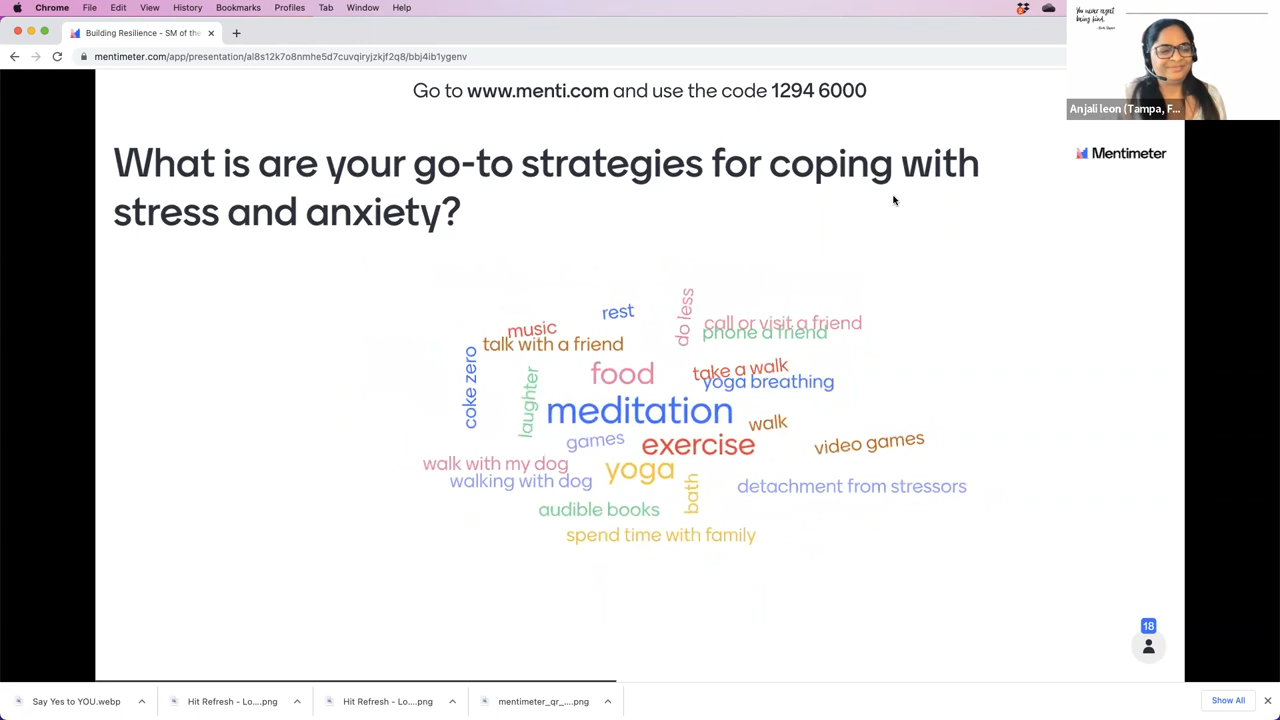 Chrome File Edit View History Bookmarks Profiles Tab Window Help
Building Resilience - SM of the
mentimeter.com/app/presentation/al8s12k7o8nmhe5d7cuvqiryjzkjf2q8/bbj4ib1ygenv
You never regret
being kind.
Anjali leon (Tampa, F...
Go to www.menti.com and use the code 1294 6000
Mentimeter
What is are your go-to strategies for coping with
stress and anxiety?
rest
do less
call or visit a friend
music
phone a friend
talk with a friend
coke zero
food
take a walk
yoga breathing
laughter
meditation
walk
games
exercise
video games
walk with my dog
yoga
walking with dog
bath
detachment from stressors
audible books
spend time with family
18
Say Yes to YOU.webp
Hit Refresh - Lo....png
Hit Refresh - Lo....png
mentimeter_qr_....png
Show All